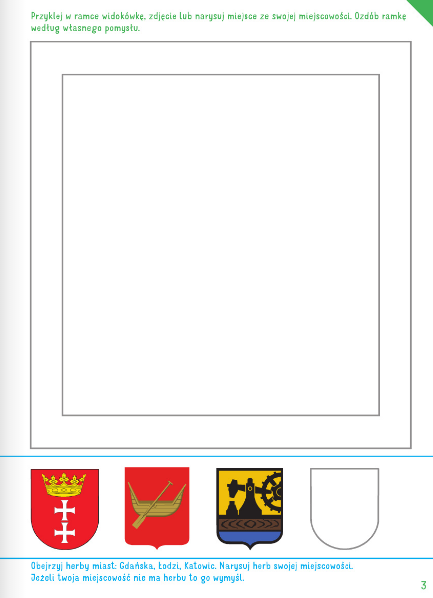 Przyklej w ramce widokówkę, zdjęcie lub narysuj miejsce ze swojej miejscowości. Ozdób ramkę
według własnego pomysłu.
Obejrzyj herby miast: Gdańska, Łodzi, Katowic. Narysuj herb swojej miejscowości.
Jeżeli twoja miejscowość nie ma herbu to go wymyśl.
3